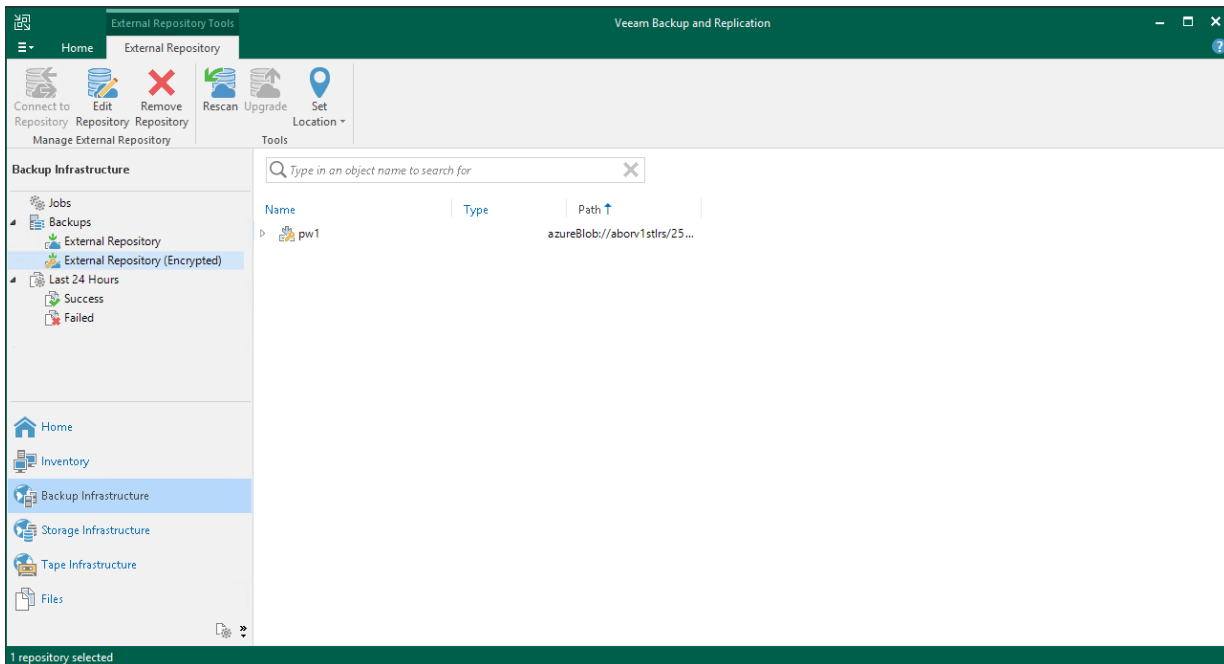 External Repository Tools
Veeam Backup and Replication
Home
External Repository
Connect to Repository
Edit Repository
Remove Repository
Rescan
Upgrade
Set Location
Manage External Repository
Tools
Backup Infrastructure
Type in an object name to search for
Jobs
Backups
External Repository
External Repository (Encrypted)
Last 24 Hours
Success
Failed
Name
Type
Path
pw1
azureBlob://aborv1stlrs/25...
Home
Inventory
Backup Infrastructure
Storage Infrastructure
Tape Infrastructure
Files
1 repository selected